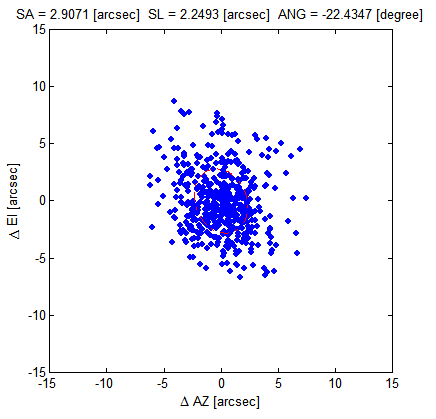 SA = 2.9071 [arcsec] SL = 2.2493 [arcsec] ANG = -22.4347 [degree]
15
10
5
0
-5
-10
-15
Δ El [arcsec]
-15 -10 -5 0 5 10 15
Δ AZ [arcsec]